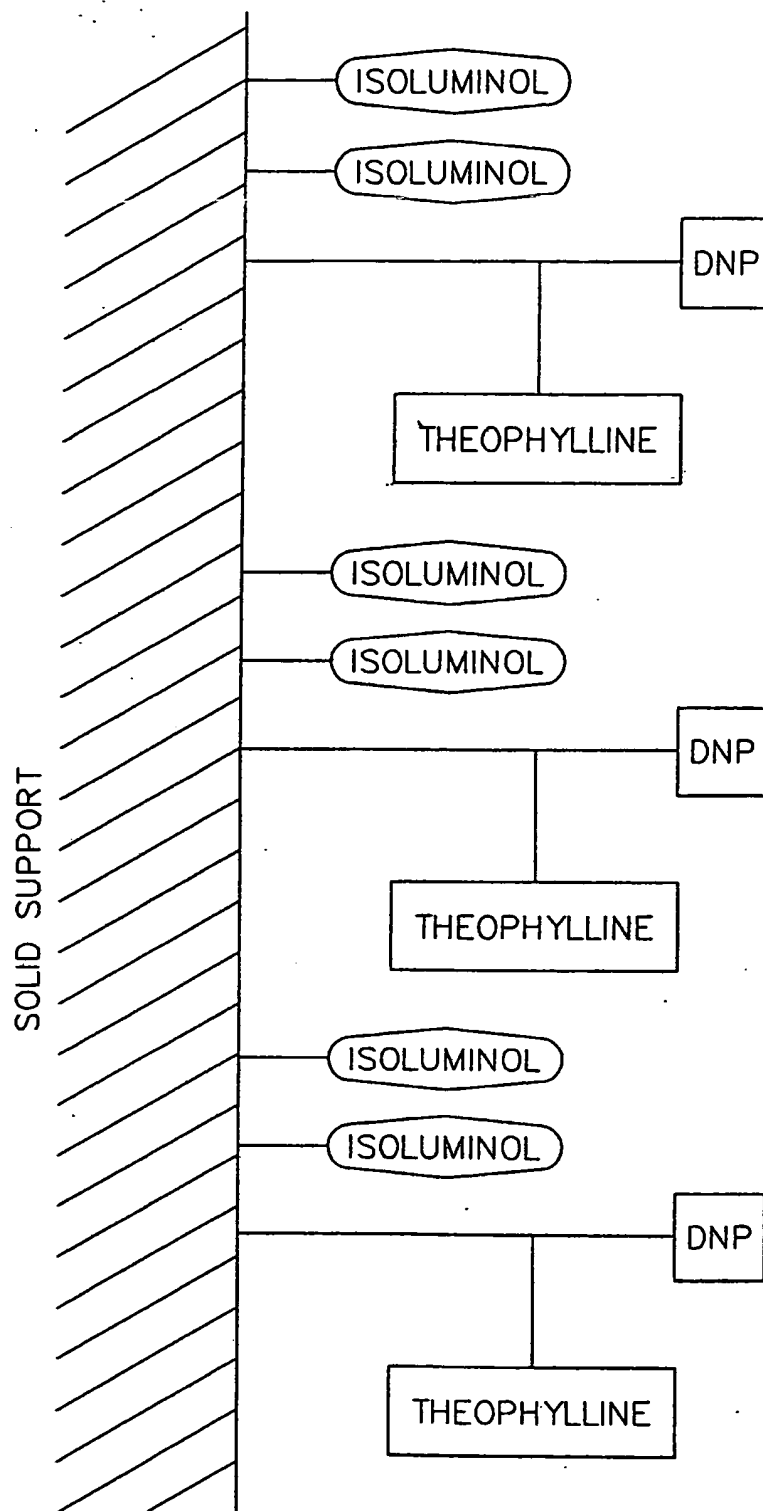 ISOLUMINOL
ISOLUMINOL
DNP
THEOPHYLLINE
ISOLUMINOL
ISOLUMINOL
DNP
SOLID SUPPORT
THEOPHYLLINE
ISOLUMINOL
ISOLUMINOL
DNP
THEOPHYLLINE